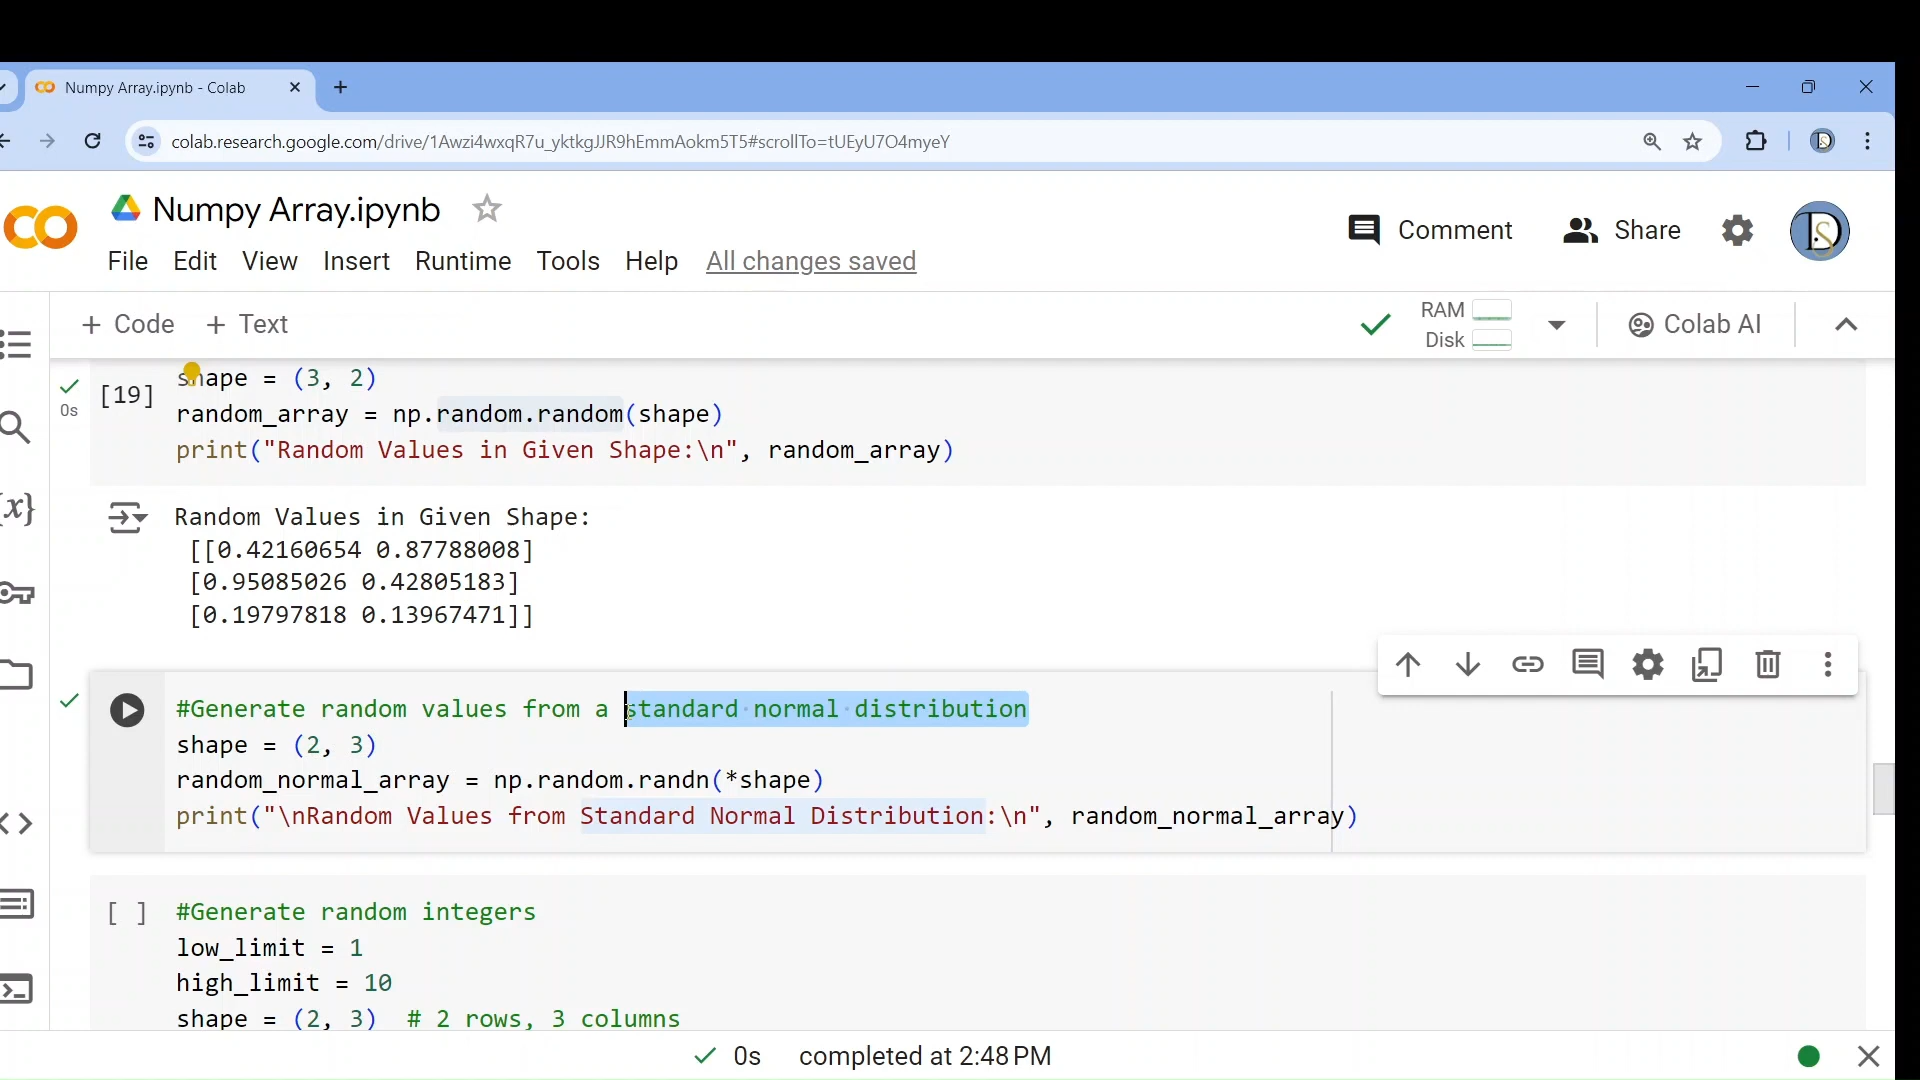 Numpy Array.ipynb - Colab
colab.research.google.com/drive/1Awzi4wxqR7u_yktkgJJR9hEmmAokm5T5#scrollTo=tUEyU7O4myeY
Numpy Array.ipynb
Comment
Share
File Edit View Insert Runtime Tools Help All changes saved
+ Code + Text
RAM
Disk
Colab AI
[19]
0s
shape = (3, 2)
random_array = np.random.random(shape)
print("Random Values in Given Shape:\n", random_array)
Random Values in Given Shape:
[[0.42160654 0.87788008]
[0.95085026 0.42805183]
[0.19797818 0.13967471]]
{x}
#Generate random values from a standard normal distribution
shape = (2, 3)
random_normal_array = np.random.randn(*shape)
print("\nRandom Values from Standard Normal Distribution:\n", random_normal_array)
[ ]
#Generate random integers
low_limit = 1
high_limit = 10
shape = (2, 3) # 2 rows, 3 columns
0s completed at 2:48 PM